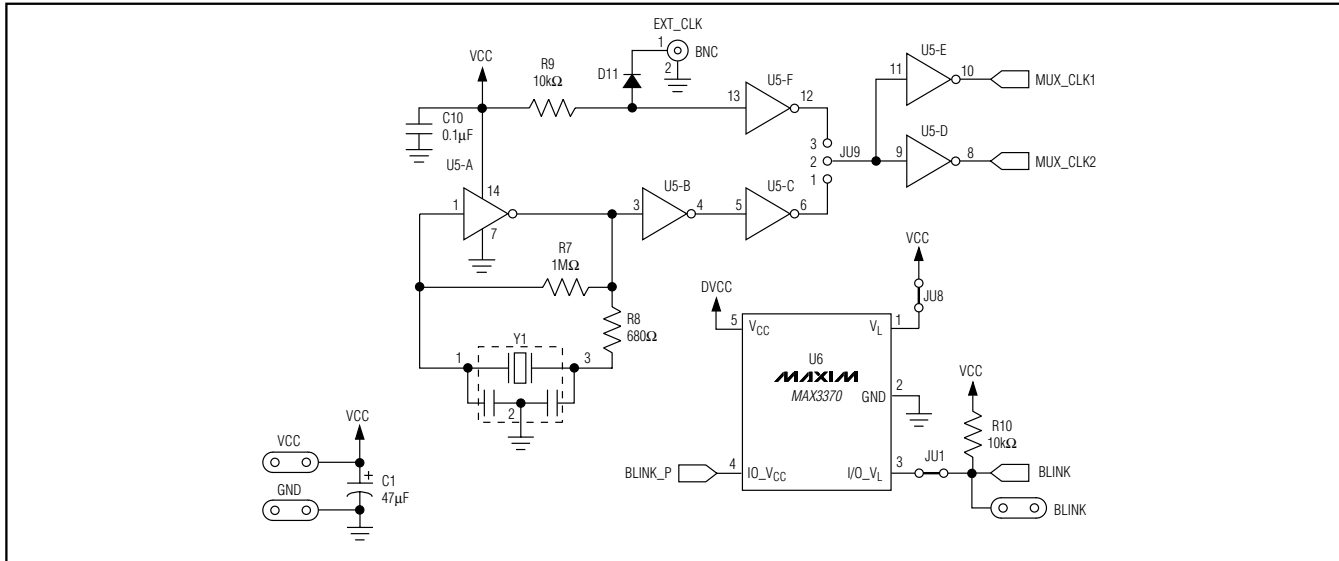 EXT_CLK
1
BNC
2
VCC
R9
10kΩ
D11
U5-E
11
10
MUX_CLK1
U5-F
13
12
C10
0.1µF
3
JU9
2
1
U5-D
9
8
MUX_CLK2
U5-A
14
1
7
U5-B
3
4
U5-C
5
6
R7
1MΩ
R8
680Ω
Y1
1
3
2
VCC
JU8
DVCC
5
VCC
VL
1
U6
MAXIM
MAX3370
GND
2
VCC
R10
10kΩ
VCC
VCC
C1
47µF
GND
BLINK_P
4
IO_VCC
I/O_VL
3
JU1
BLINK
BLINK
+